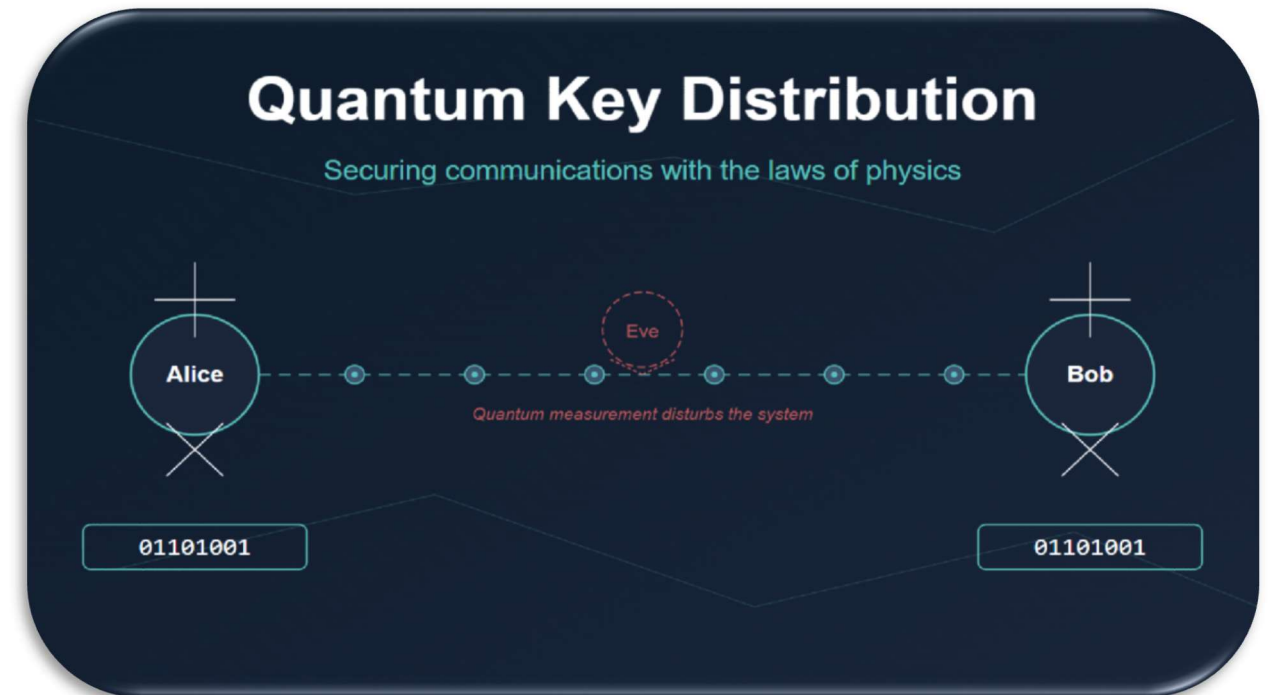 Quantum Key Distribution
Securing communications with the laws of physics
Eve
Alice
Bob
Quantum measurement disturbs the system
01101001
01101001